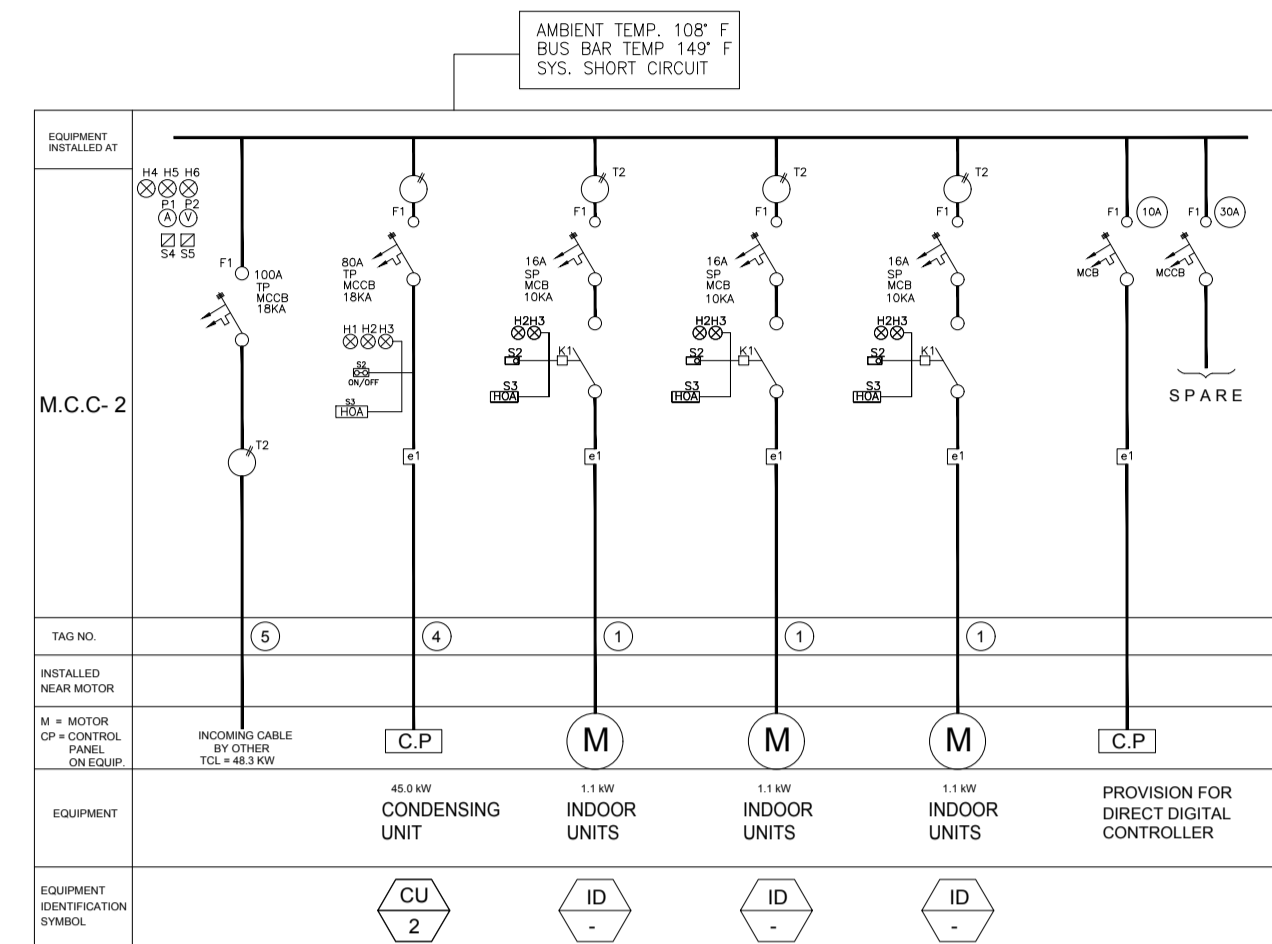 AMBIENT TEMP. 108° F
BUS BAR TEMP 149° F
SYS. SHORT CIRCUIT
EQUIPMENT
INSTALLED AT
M.C.C- 2
H4 H5 H6
P1 P2
A V
S4 S5
F1
100A
TP
MCCB
18KA
T2
F1
80A
TP
MCCB
18KA
H1 H2 H3
S2
ON/OFF
S3
HOA
e1
T2
F1
16A
SP
MCB
10KA
H2H3
S2
K1
S3
HOA
e1
T2
F1
16A
SP
MCB
10KA
H2H3
S2
K1
S3
HOA
e1
T2
F1
16A
SP
MCB
10KA
H2H3
S2
K1
S3
HOA
e1
F1
10A
MCB
e1
F1
30A
MCCB
SPARE
TAG NO.
5
4
1
1
1
INSTALLED
NEAR MOTOR
M = MOTOR
CP = CONTROL
PANEL
ON EQUIP.
INCOMING CABLE
BY OTHER
TCL = 48.3 KW
C.P
M
M
M
C.P
EQUIPMENT
45.0 kW
CONDENSING
UNIT
1.1 kW
INDOOR
UNITS
1.1 kW
INDOOR
UNITS
1.1 kW
INDOOR
UNITS
PROVISION FOR
DIRECT DIGITAL
CONTROLLER
EQUIPMENT
IDENTIFICATION
SYMBOL
CU
2
ID
-
ID
-
ID
-